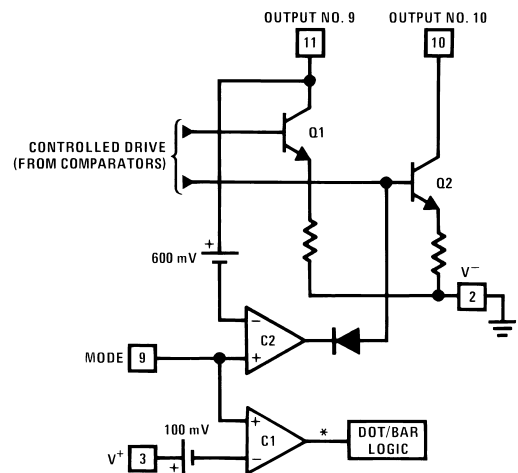 OUTPUT NO. 9
OUTPUT NO. 10
11
10
Q1
CONTROLLED DRIVE
(FROM COMPARATORS)
Q2
+
600 mV
V−
2
−
C2
+
MODE
9
100 mV
+
C1
−
*
DOT/BAR
LOGIC
V+
3
+